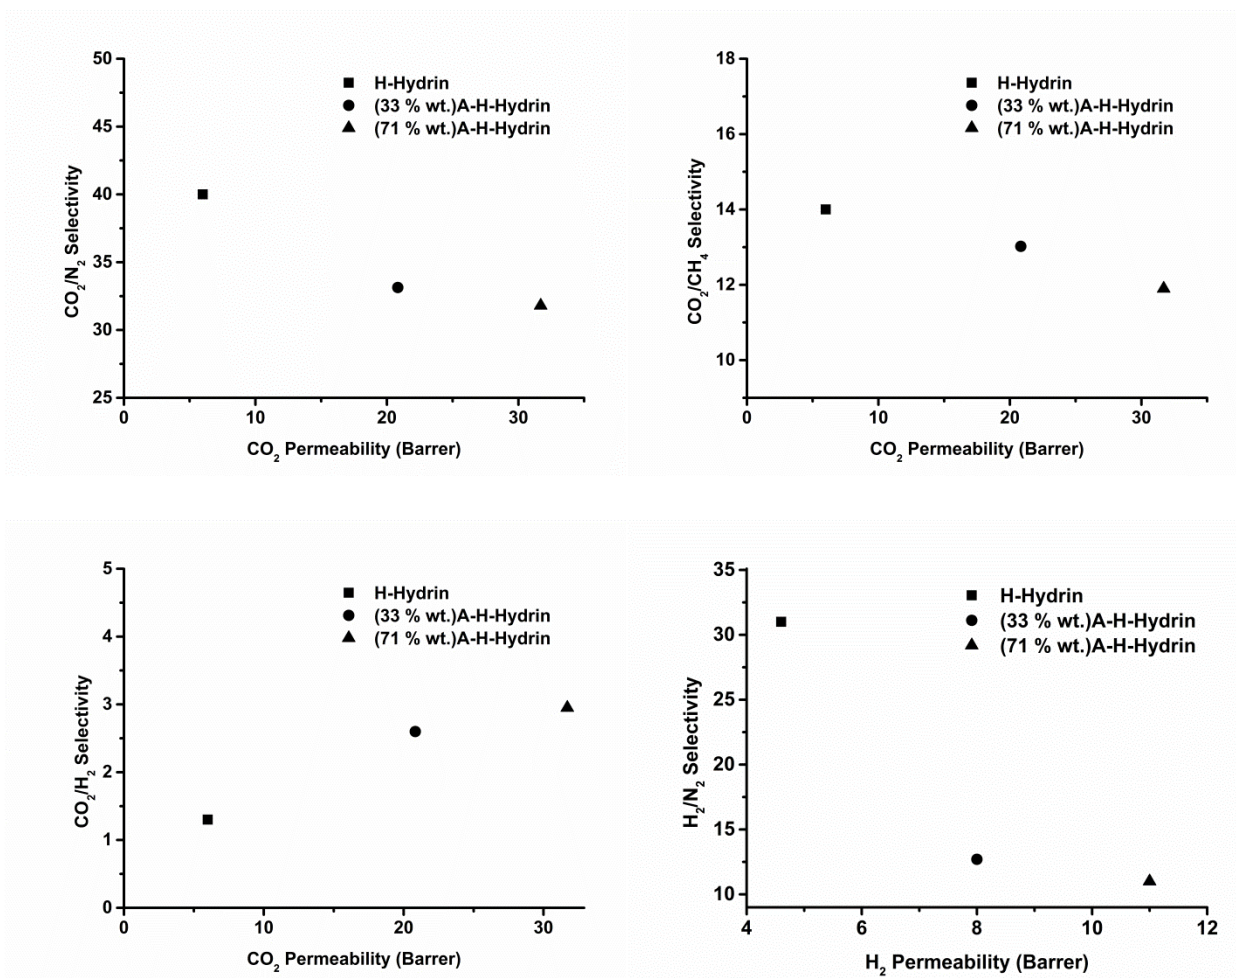 50
45
40
35
30
25
0
10
20
30
CO2/N2 Selectivity
CO2 Permeability (Barrer)
H-Hydrin
(33 % wt.)A-H-Hydrin
(71 % wt.)A-H-Hydrin
18
16
14
12
10
0
10
20
30
CO2/CH4 Selectivity
CO2 Permeability (Barrer)
H-Hydrin
(33 % wt.)A-H-Hydrin
(71 % wt.)A-H-Hydrin
5
4
3
2
1
0
0
10
20
30
CO2/H2 Selectivity
CO2 Permeability (Barrer)
H-Hydrin
(33 % wt.)A-H-Hydrin
(71 % wt.)A-H-Hydrin
35
30
25
20
15
10
4
6
8
10
12
H2/N2 Selectivity
H2 Permeability (Barrer)
H-Hydrin
(33 % wt.)A-H-Hydrin
(71 % wt.)A-H-Hydrin